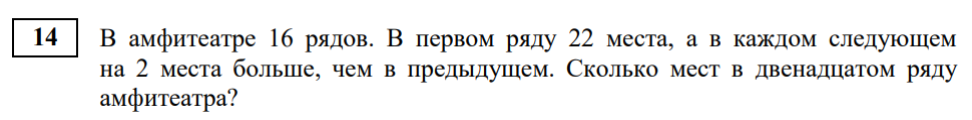 14 В амфитеатре 16 рядов. В первом ряду 22 места, а в каждом следующем
на 2 места больше, чем в предыдущем. Сколько мест в двенадцатом ряду
амфитеатра?